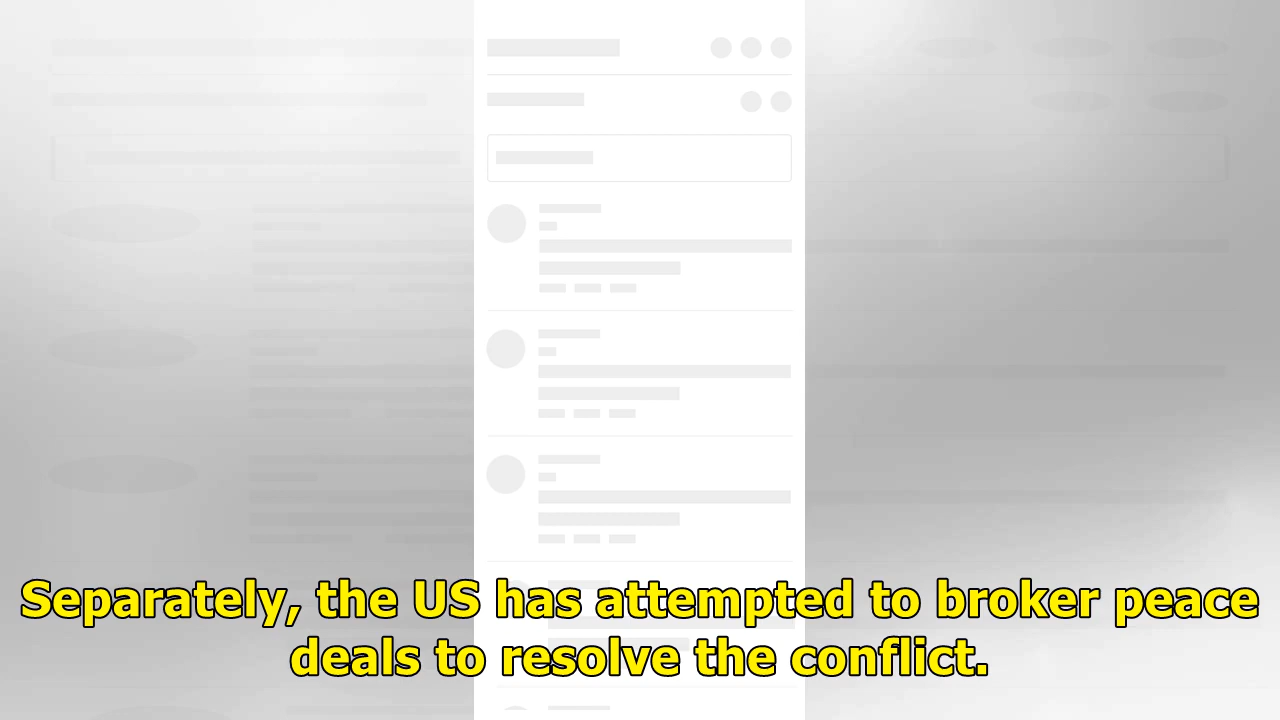 Separately, the US has attempted to broker peace
deals to resolve the conflict.